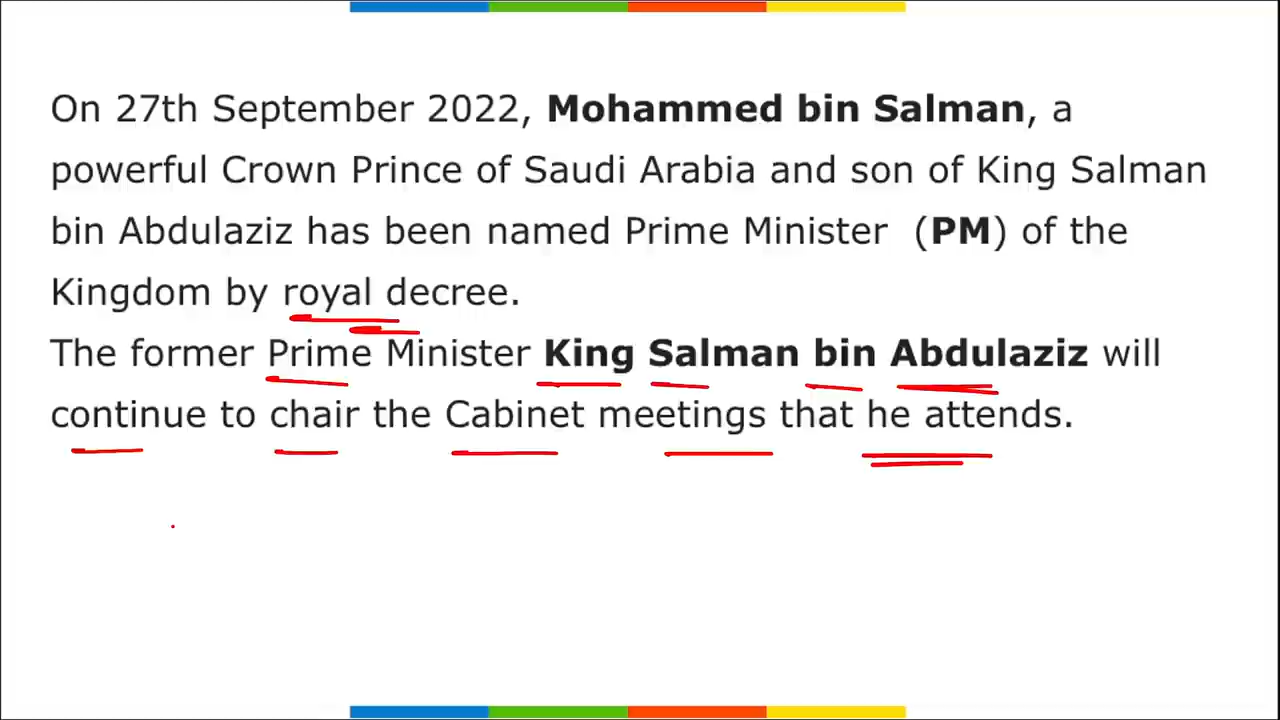 On 27th September 2022, Mohammed bin Salman, a
powerful Crown Prince of Saudi Arabia and son of King Salman
bin Abdulaziz has been named Prime Minister (PM) of the
Kingdom by royal decree.
The former Prime Minister King Salman bin Abdulaziz will
continue to chair the Cabinet meetings that he attends.